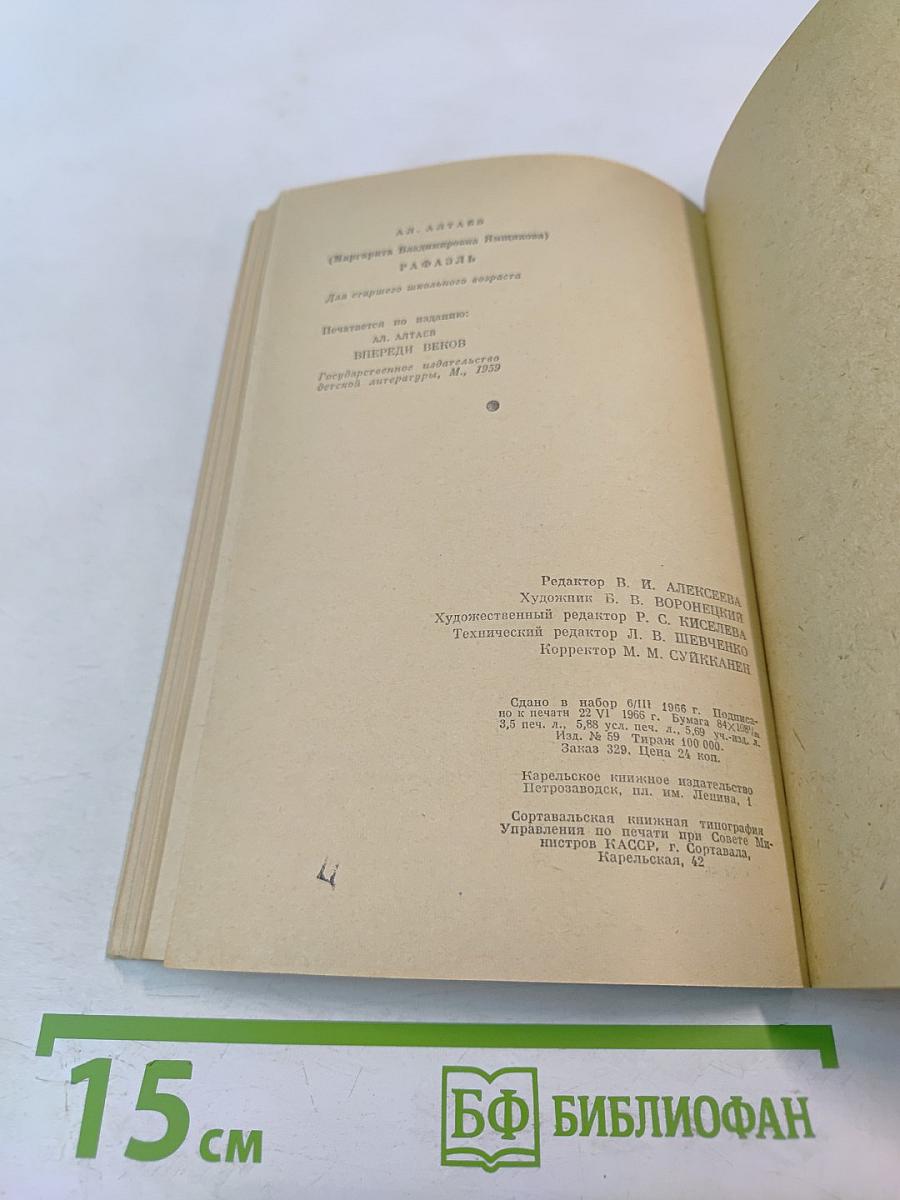 АЛ. АЛТАЕВ
(Маргарита Владимировна Ямщикова)
РАФАЭЛЬ
Для старшего школьного возраста
Печатается по изданию:
АЛ. АЛТАЕВ
ВПЕРЕДИ ВЕКОВ
Государственное издательство
детской литературы, М., 1959
Редактор В. И. АЛЕКСЕЕВА
Художник Б. В. ВОРОНЕЦКИЙ
Художественный редактор Р. С. КИСЕЛЕВА
Технический редактор Л. В. ШЕВЧЕНКО
Корректор М. М. СУЙККАНЕН
Сдано в набор 6/III 1966 г. Подписа-
но к печати 22 VI 1966 г. Бумага 84×108¹/₃₂
3,5 печ. л., 5,88 усл. печ. л., 5,69 уч.-изд. л.
Изд. № 59 Тираж 100 000.
Заказ 329. Цена 24 коп.
Карельское книжное издательство
Петрозаводск, пл. им. Ленина, 1
Сортавальская книжная типография
Управления по печати при Совете Ми-
нистров КАССР, г. Сортавала,
Карельская, 42
15 см
БФ БИБЛИОФАН